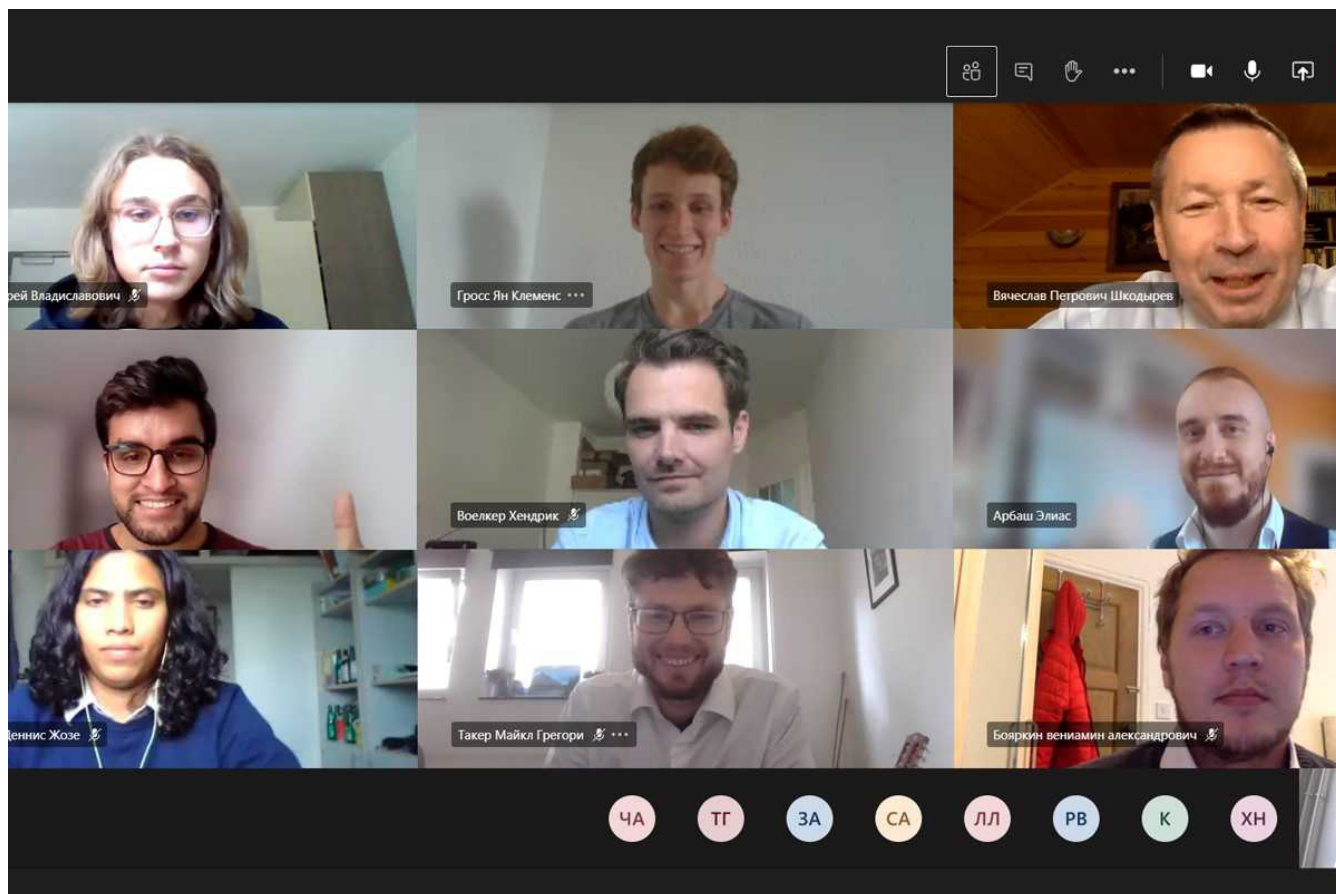 рей Владиславович
Гросс Ян Клеменс
Вячеслав Петрович Шкодырев
Воелкер Хендрик
Арбаш Элиас
Деннис Жозе
Такер Майкл Грегори
Бояркин вениамин александрович
ЧА
ТГ
ЗА
СА
ЛЛ
РВ
К
ХН